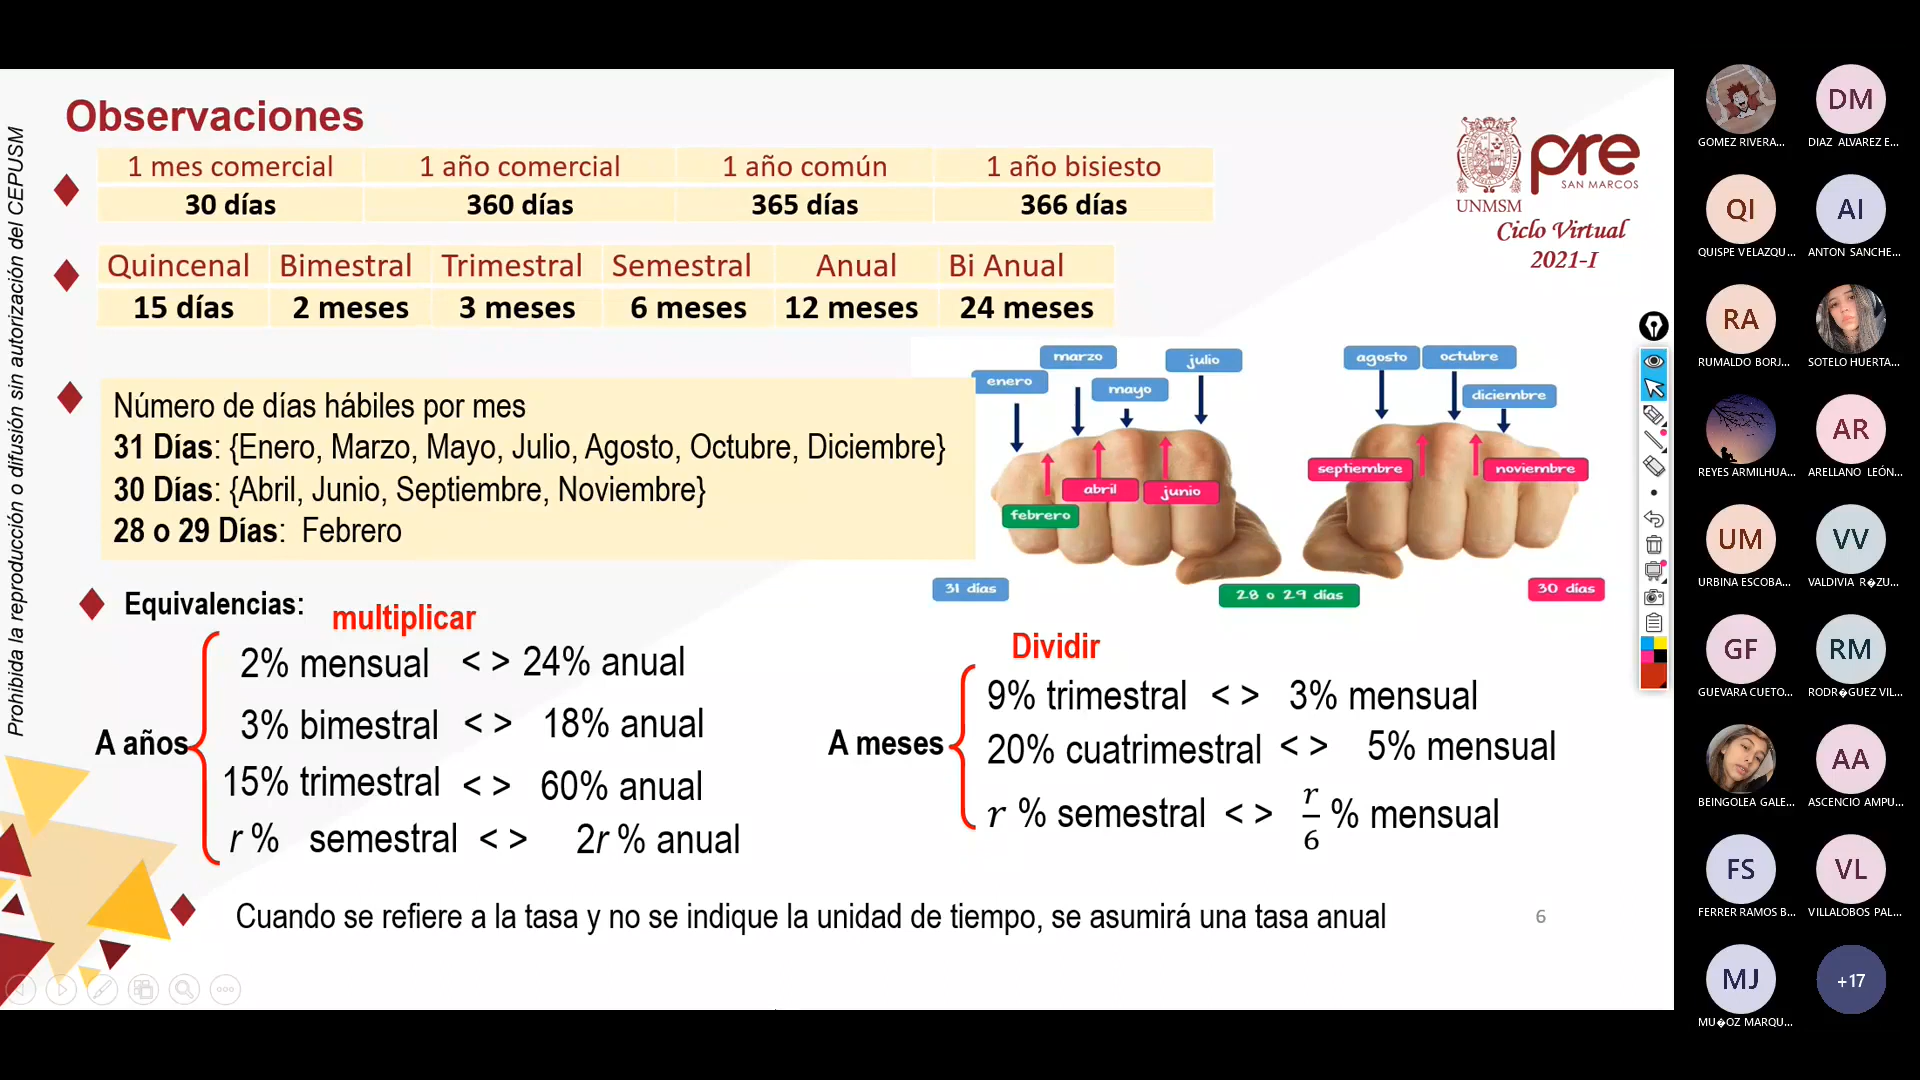 Observaciones
Prohibida la reproducción o difusión sin autorización del CEPUSM
1 mes comercial 1 año comercial 1 año común 1 año bisiesto
30 días 360 días 365 días 366 días
UNMSM
pre
SAN MARCOS
Ciclo Virtual
2021-I
Quincenal Bimestral Trimestral Semestral Anual Bi Anual
15 días 2 meses 3 meses 6 meses 12 meses 24 meses
Número de días hábiles por mes
31 Días: {Enero, Marzo, Mayo, Julio, Agosto, Octubre, Diciembre}
30 Días: {Abril, Junio, Septiembre, Noviembre}
28 o 29 Días: Febrero
enero marzo mayo julio agosto octubre diciembre
febrero abril junio septiembre noviembre
31 días 28 o 29 días 30 días
Equivalencias:
multiplicar
A años
2% mensual < > 24% anual
3% bimestral < > 18% anual
15% trimestral < > 60% anual
r % semestral < > 2r % anual
Dividir
A meses
9% trimestral < > 3% mensual
20% cuatrimestral < > 5% mensual
r % semestral < > r/6 % mensual
Cuando se refiere a la tasa y no se indique la unidad de tiempo, se asumirá una tasa anual
6
GOMEZ RIVERA...
DM
DIAZ ALVAREZ E...
QI
QUISPE VELAZQU...
AI
ANTON SANCHE...
RA
RUMALDO BORJ...
SOTELO HUERTA...
REYES ARMILHUA...
AR
ARELLANO LEÓN...
UM
URBINA ESCOBA...
VV
VALDIVIA R�ZU...
GF
GUEVARA CUETO...
RM
RODR�GUEZ VIL...
BEINGOLEA GALE...
AA
ASCENCIO AMPU...
FS
FERRER RAMOS B...
VL
VILLALOBOS PAL...
MJ
MU�OZ MARQU...
+17